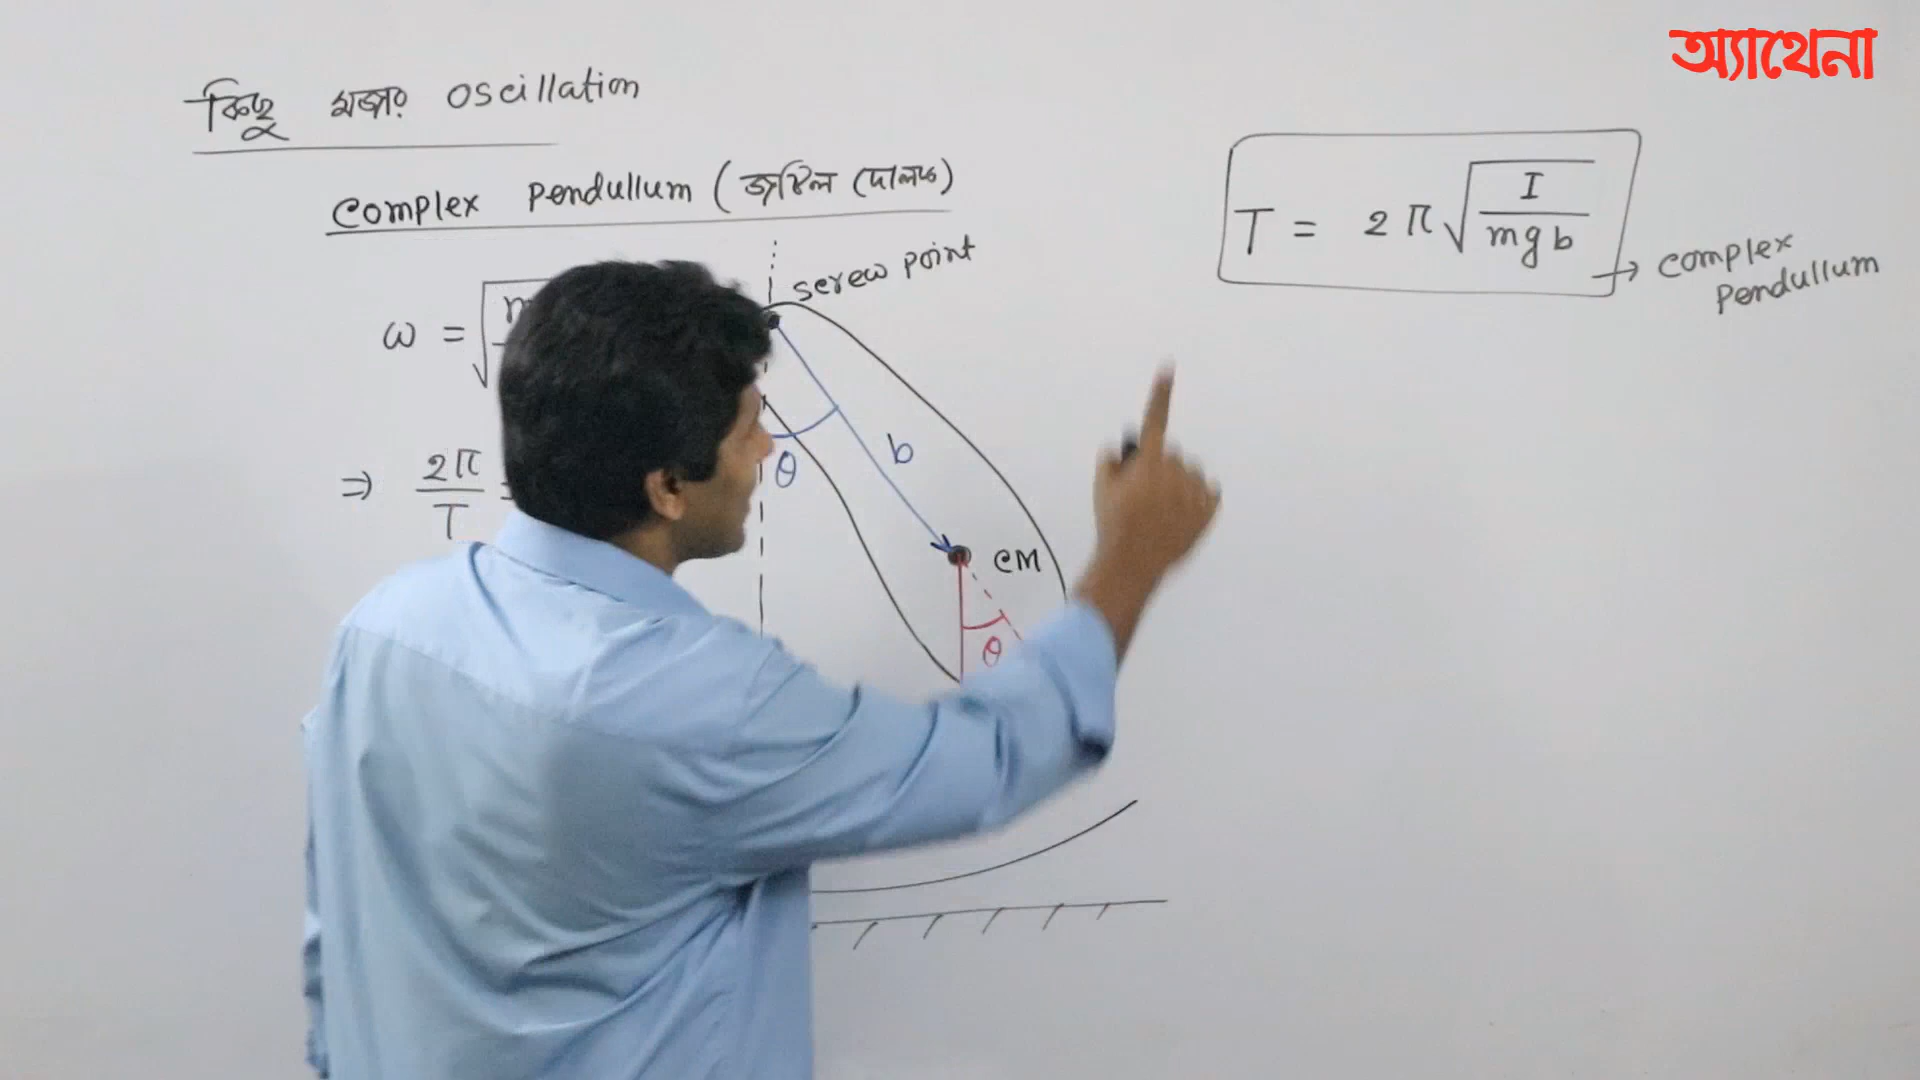 অ্যাথেনা
কিছু মজার oscillation
Complex Pendullum (জটিল দোলক)
screw point
ω =
⇒ 2π/T
θ
b
CM
θ
T = 2π√(I/mgb)
→ complex
pendullum